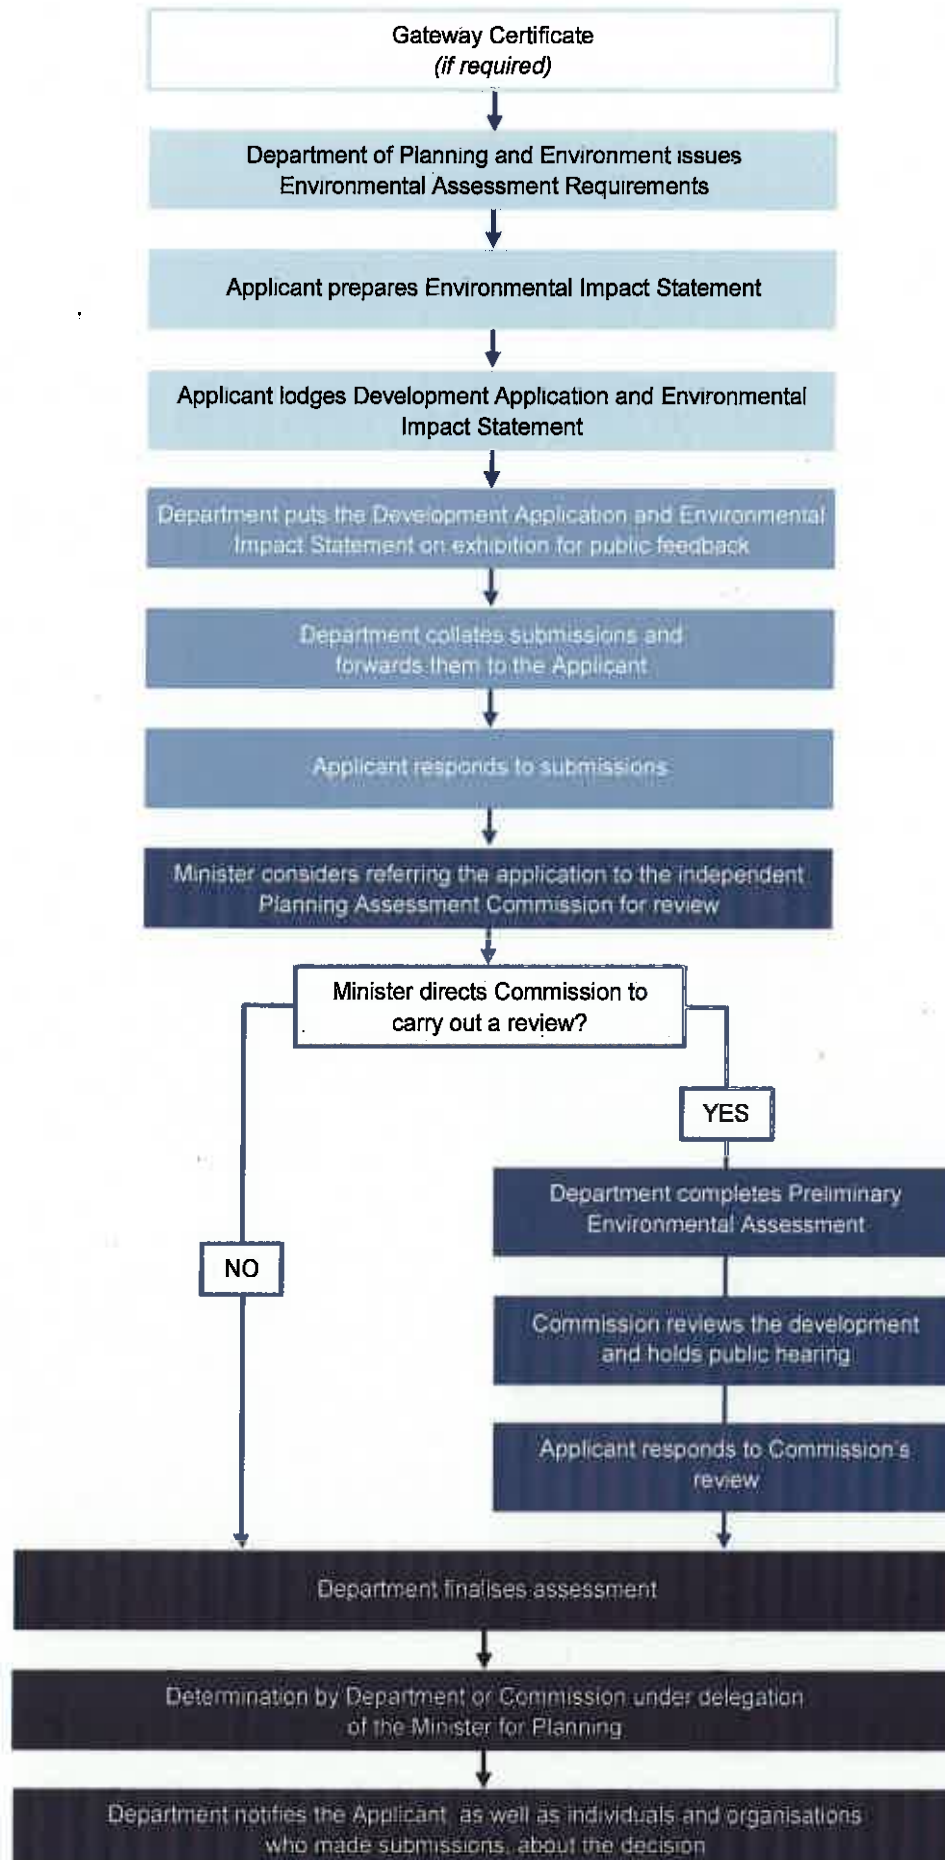 Gateway Certificate
(if required)
Department of Planning and Environment issues
Environmental Assessment Requirements
Applicant prepares Environmental Impact Statement
Applicant lodges Development Application and Environmental
Impact Statement
Department puts the Development Application and Environmental
Impact Statement on exhibition for public feedback
Department collates submissions and
forwards them to the Applicant
Applicant responds to submissions
Minister considers referring the application to the independent
Planning Assessment Commission for review
Minister directs Commission to
carry out a review?
YES
Department completes Preliminary
Environmental Assessment
NO
Commission reviews the development
and holds public hearing
Applicant responds to Commission's
review
Department finalises assessment
Determination by Department or Commission under delegation
of the Minister for Planning
Department notifies the Applicant, as well as individuals and organisations
who made submissions, about the decision